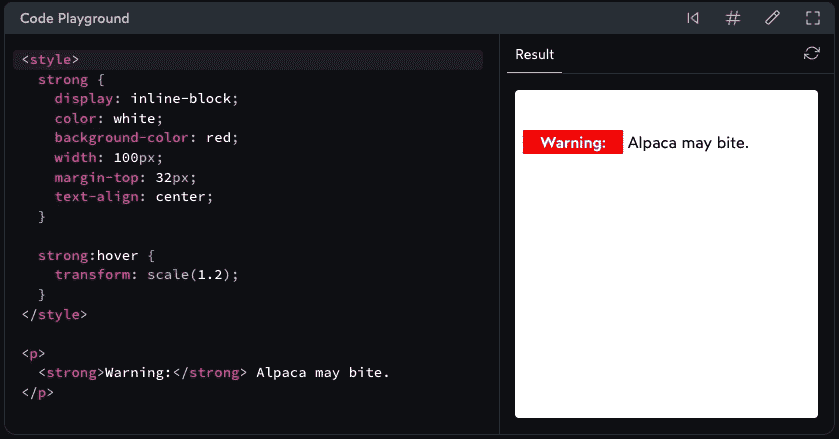 Code Playground
<style>
  strong {
    display: inline-block;
    color: white;
    background-color: red;
    width: 100px;
    margin-top: 32px;
    text-align: center;
  }

  strong:hover {
    transform: scale(1.2);
  }
</style>

<p>
  <strong>Warning:</strong> Alpaca may bite.
</p>
Result
Warning: Alpaca may bite.